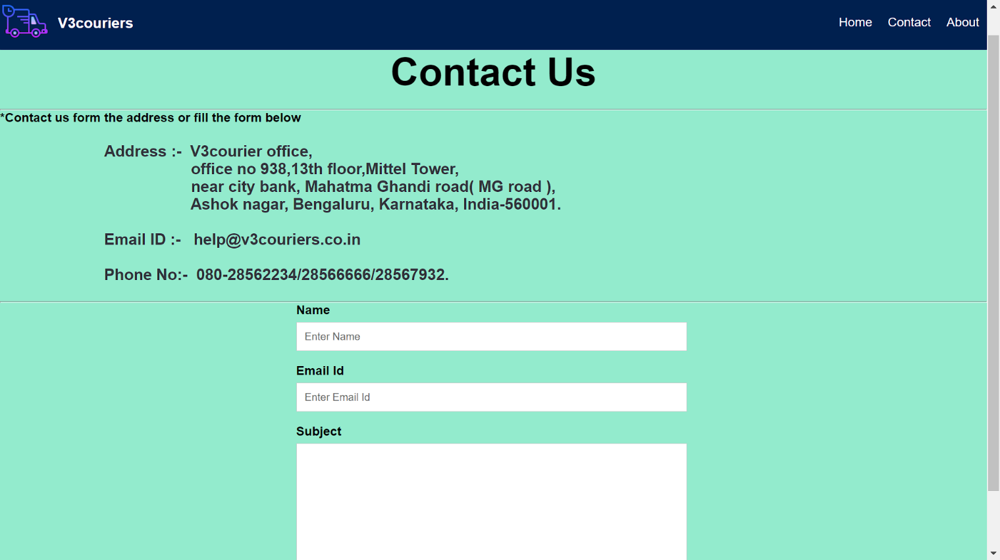 V3couriers
Home Contact About
Contact Us
*Contact us form the address or fill the form below
Address :- V3courier office,
office no 938,13th floor,Mittel Tower,
near city bank, Mahatma Ghandi road( MG road ),
Ashok nagar, Bengaluru, Karnataka, India-560001.
Email ID :- help@v3couriers.co.in
Phone No:- 080-28562234/28566666/28567932.
Name
Enter Name
Email Id
Enter Email Id
Subject